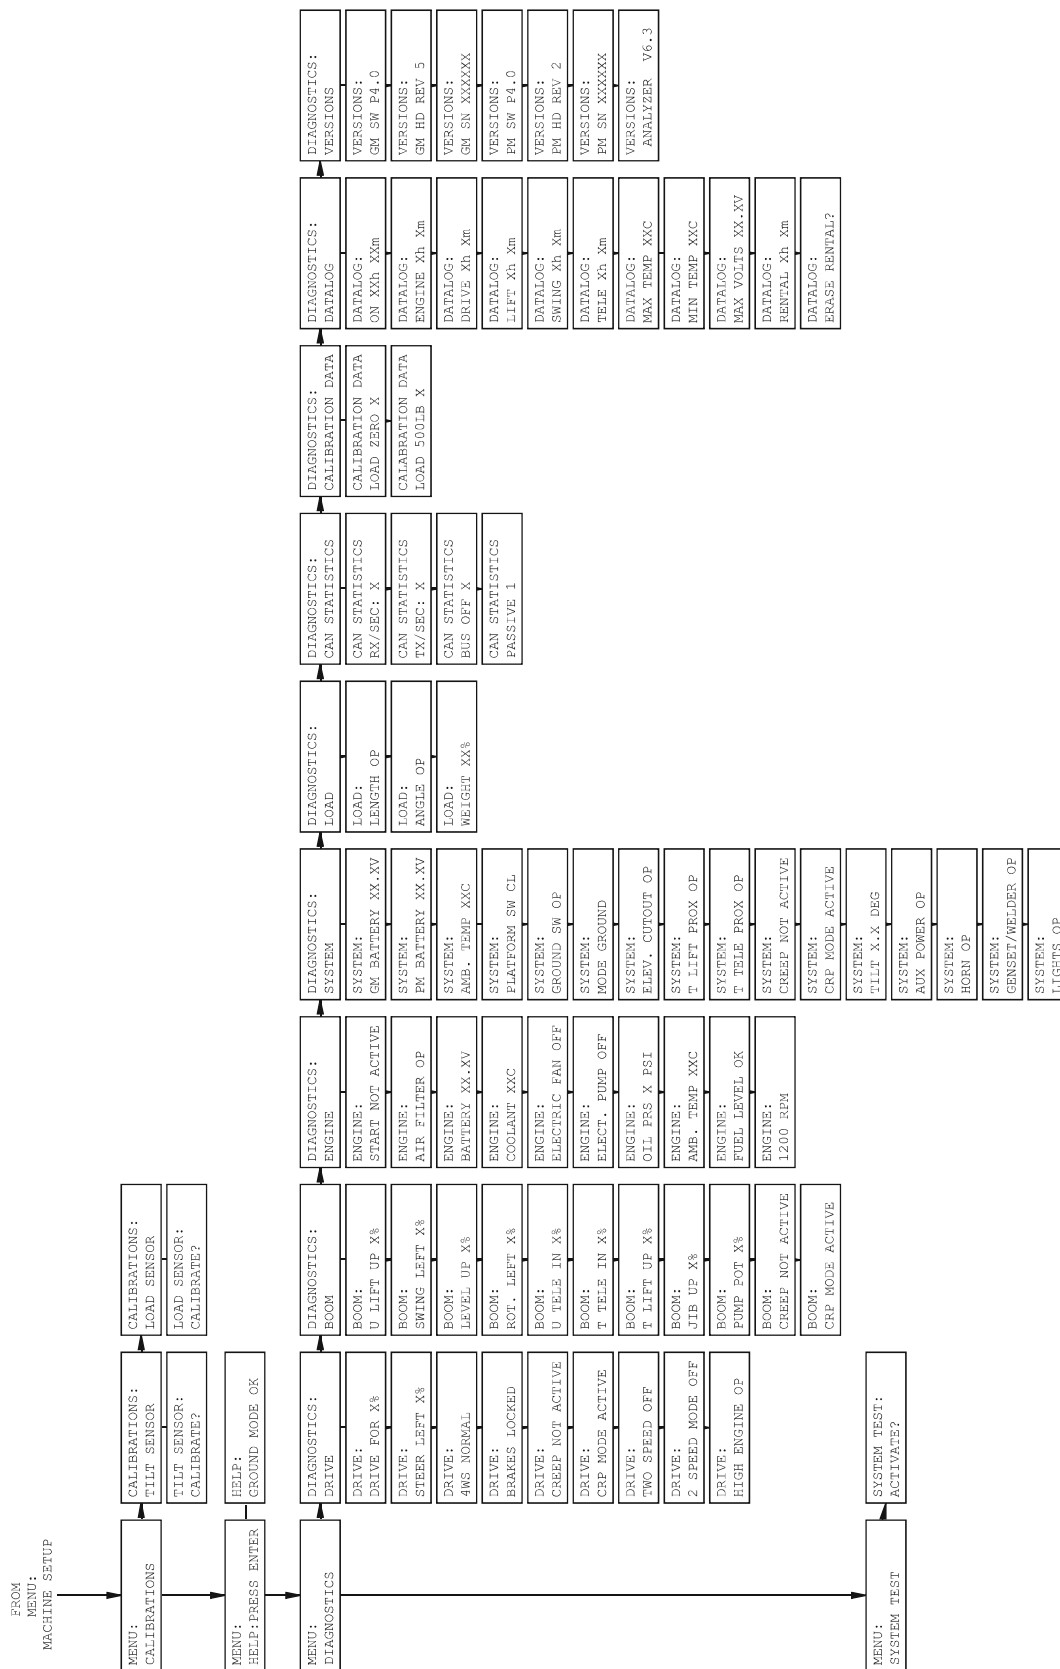 FROM
MENU:
MACHINE SETUP
MENU:
CALIBRATIONS
CALIBRATIONS:
TILT SENSOR
TILT SENSOR:
CALIBRATE?
CALIBRATIONS:
LOAD SENSOR
LOAD SENSOR:
CALIBRATE?
MENU:
HELP:PRESS ENTER
HELP:
GROUND MODE OK
MENU:
DIAGNOSTICS
DIAGNOSTICS:
DRIVE
DRIVE:
DRIVE FOR X%
DRIVE:
STEER LEFT X%
DRIVE:
4WS NORMAL
DRIVE:
BRAKES LOCKED
DRIVE:
CREEP NOT ACTIVE
DRIVE:
CRP MODE ACTIVE
DRIVE:
TWO SPEED OFF
DRIVE:
2 SPEED MODE OFF
DRIVE:
HIGH ENGINE OP
DIAGNOSTICS:
BOOM
BOOM:
U LIFT UP X%
BOOM:
SWING LEFT X%
BOOM:
LEVEL UP X%
BOOM:
ROT. LEFT X%
BOOM:
U TELE IN X%
BOOM:
T TELE IN X%
BOOM:
T LIFT UP X%
BOOM:
JIB UP X%
BOOM:
PUMP POT X%
BOOM:
CREEP NOT ACTIVE
BOOM:
CRP MODE ACTIVE
DIAGNOSTICS:
ENGINE
ENGINE:
START NOT ACTIVE
ENGINE:
AIR FILTER OP
ENGINE:
BATTERY XX.XV
ENGINE:
COOLANT XXC
ENGINE:
ELECTRIC FAN OFF
ENGINE:
ELECT. PUMP OFF
ENGINE:
OIL PRS X PSI
ENGINE:
AMB. TEMP XXC
ENGINE:
FUEL LEVEL OK
ENGINE:
1200 RPM
DIAGNOSTICS:
SYSTEM
SYSTEM:
GM BATTERY XX.XV
SYSTEM:
PM BATTERY XX.XV
SYSTEM:
AMB. TEMP XXC
SYSTEM:
PLATFORM SW CL
SYSTEM:
GROUND SW OP
SYSTEM:
MODE GROUND
SYSTEM:
ELEV. CUTOUT OP
SYSTEM:
T LIFT PROX OP
SYSTEM:
T TELE PROX OP
SYSTEM:
CREEP NOT ACTIVE
SYSTEM:
CRP MODE ACTIVE
SYSTEM:
TILT X.X DEG
SYSTEM:
AUX POWER OP
SYSTEM:
HORN OP
SYSTEM:
GENSET/WELDER OP
SYSTEM:
LIGHTS OP
DIAGNOSTICS:
LOAD
LOAD:
LENGTH OP
LOAD:
ANGLE OP
LOAD:
WEIGHT XX%
DIAGNOSTICS:
CAN STATISTICS
CAN STATISTICS
RX/SEC: X
CAN STATISTICS
TX/SEC: X
CAN STATISTICS
BUS OFF X
CAN STATISTICS
PASSIVE 1
DIAGNOSTICS:
CALIBRATION DATA
CALIBRATION DATA
LOAD ZERO X
CALABRATION DATA
LOAD 500LB X
DIAGNOSTICS:
DATALOG
DATALOG:
ON XXh XXm
DATALOG:
ENGINE Xh Xm
DATALOG:
DRIVE Xh Xm
DATALOG:
LIFT Xh Xm
DATALOG:
SWING Xh Xm
DATALOG:
TELE Xh Xm
DATALOG:
MAX TEMP XXC
DATALOG:
MIN TEMP XXC
DATALOG:
MAX VOLTS XX.XV
DATALOG:
RENTAL Xh Xm
DATALOG:
ERASE RENTAL?
DIAGNOSTICS:
VERSIONS
VERSIONS:
GM SW P4.0
VERSIONS:
GM HD REV 5
VERSIONS:
GM SN XXXXXX
VERSIONS:
PM SW P4.0
VERSIONS:
PM HD REV 2
VERSIONS:
PM SN XXXXXX
VERSIONS:
ANALYZER V6.3
MENU:
SYSTEM TEST
SYSTEM TEST:
ACTIVATE?